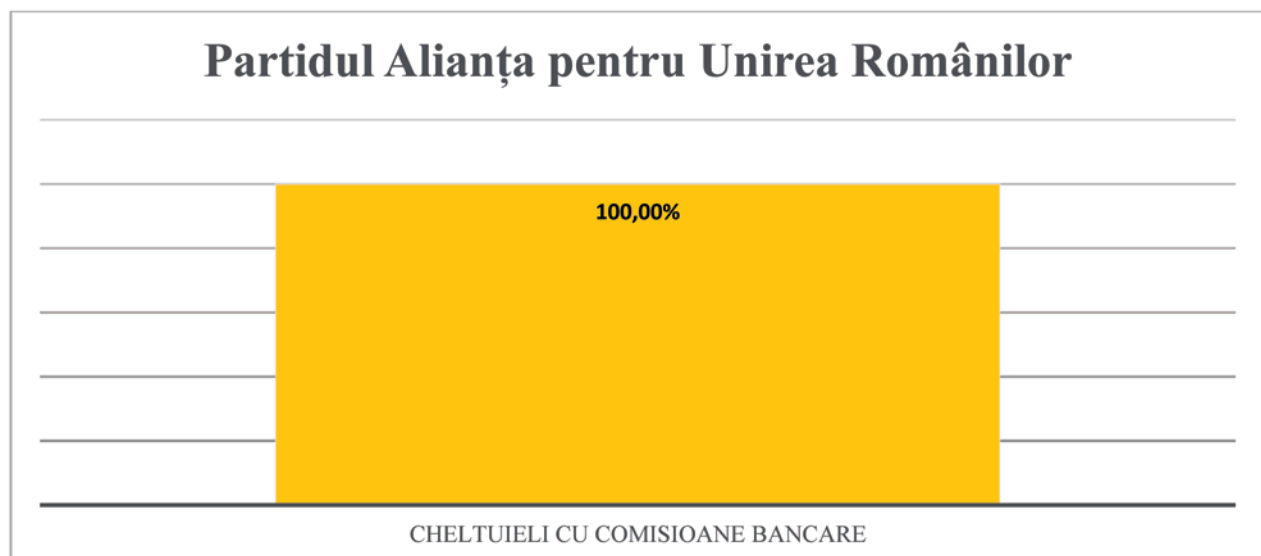 Partidul Alianța pentru Unirea Românilor
100,00%
CHELTUIELI CU COMISIOANE BANCARE